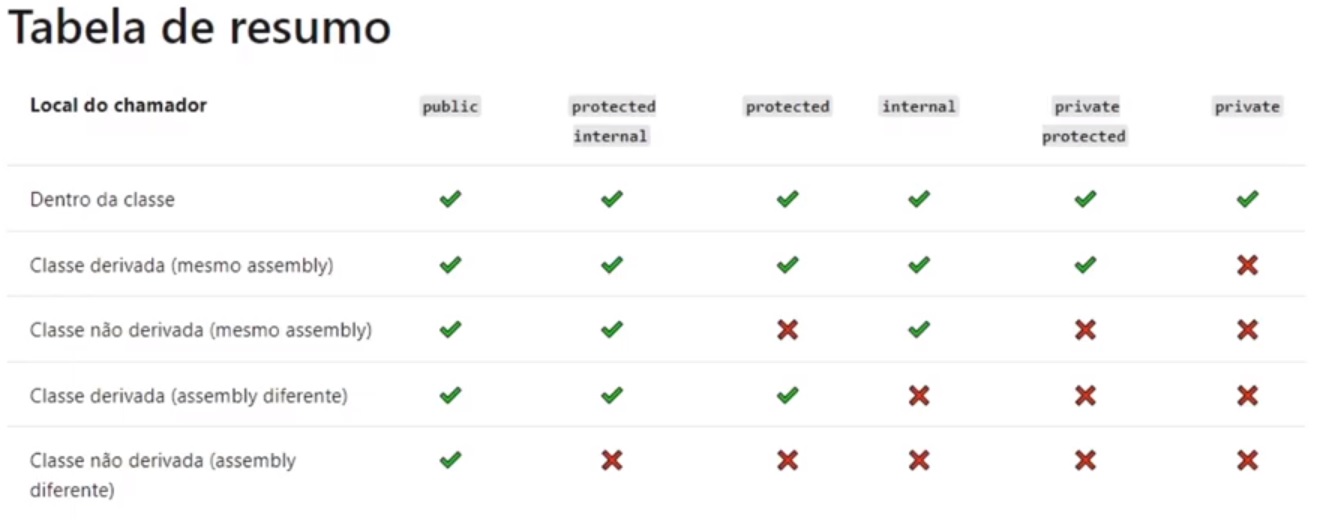 Tabela de resumo
Local do chamador public protected internal protected internal private protected private
Dentro da classe ✔ ✔ ✔ ✔ ✔ ✔
Classe derivada (mesmo assembly) ✔ ✔ ✔ ✔ ✔ ✖
Classe não derivada (mesmo assembly) ✔ ✔ ✖ ✔ ✖ ✖
Classe derivada (assembly diferente) ✔ ✔ ✔ ✖ ✖ ✖
Classe não derivada (assembly ✔ ✖ ✖ ✖ ✖ ✖
diferente)